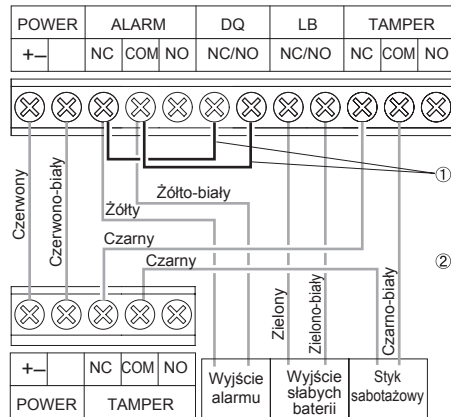 POWER ALARM DQ LB TAMPER
+– NC COM NO NC/NO NC/NO NC COM NO
①
Czerwony
Czerwono-biały
Żółty
Żółto-biały
Czarny
Czarny
②
Zielony
Zielono-biały
Czarno-biały
+– NC COM NO
POWER TAMPER
Wyjście
alarmu
Wyjście
słabych
baterii
Styk
sabotażowy